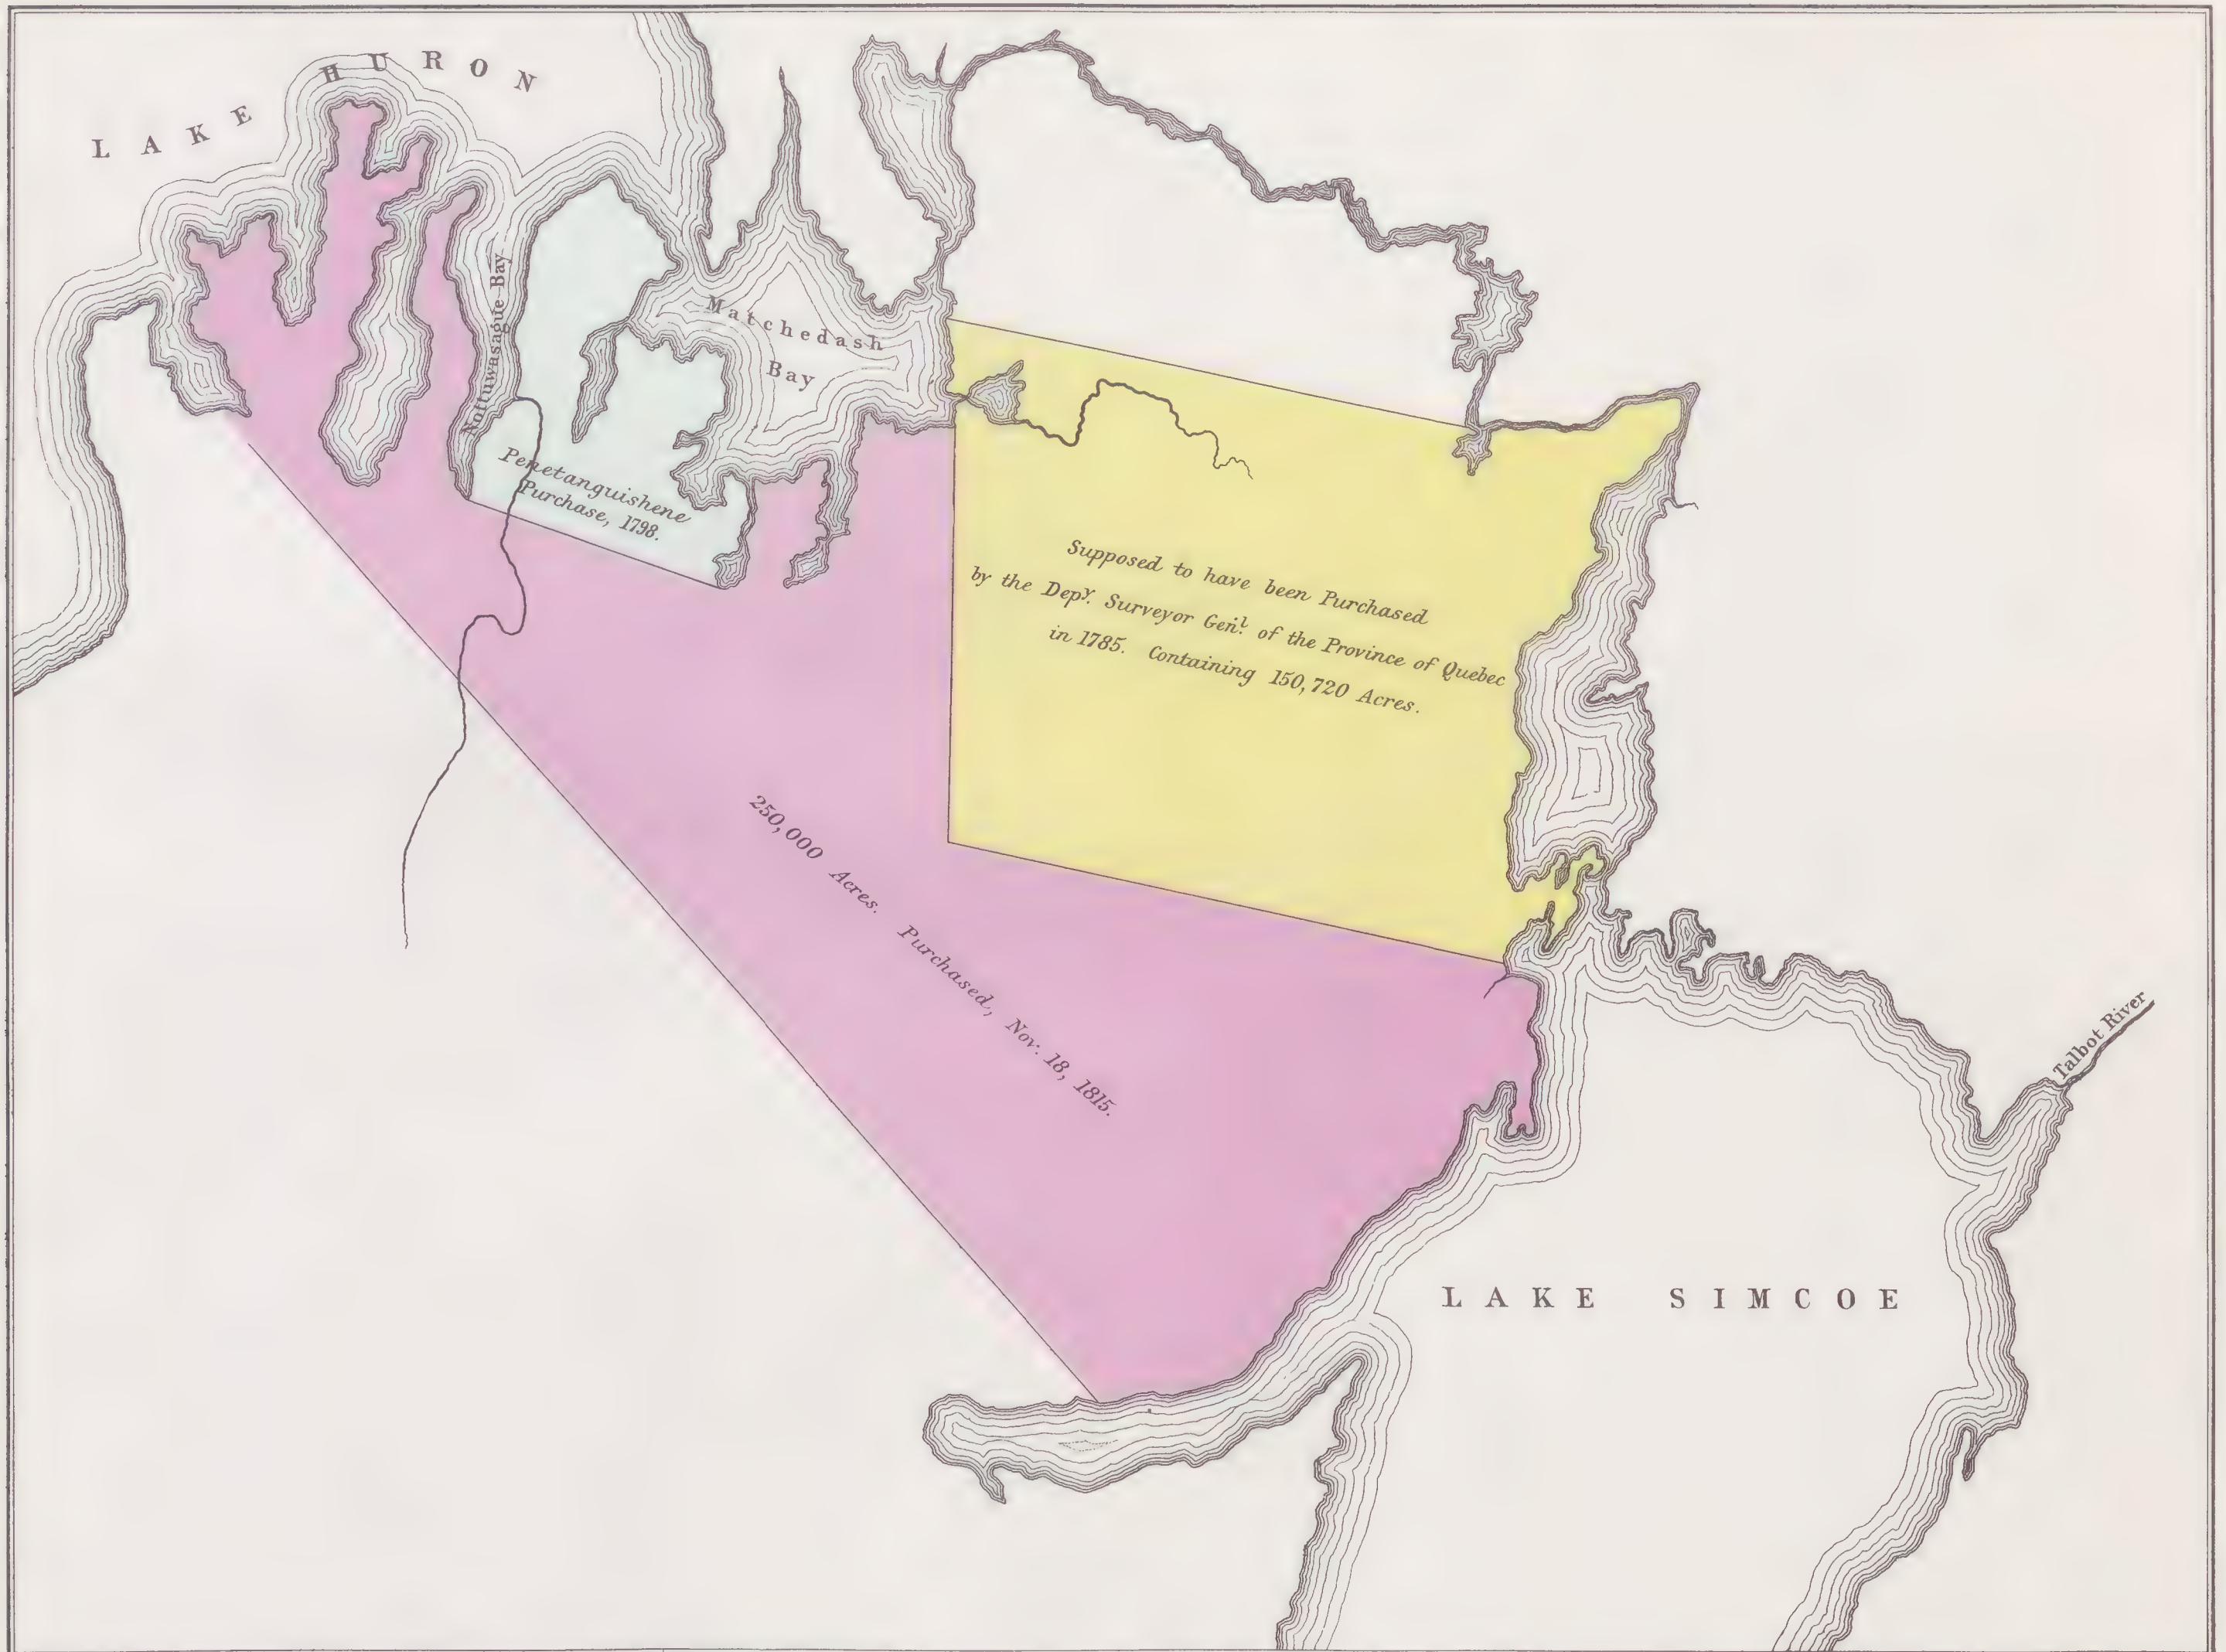 LAKE HURON
Nottuwasague Bay
Matchedash
Bay
Penetanguishene
Purchase, 1798.
Supposed to have been Purchased
by the Depy. Surveyor Genl. of the Province of Quebec
in 1785. Containing 150,720 Acres.
250,000 Acres. Purchased, Nov. 18, 1815.
Talbot River
LAKE SIMCOE